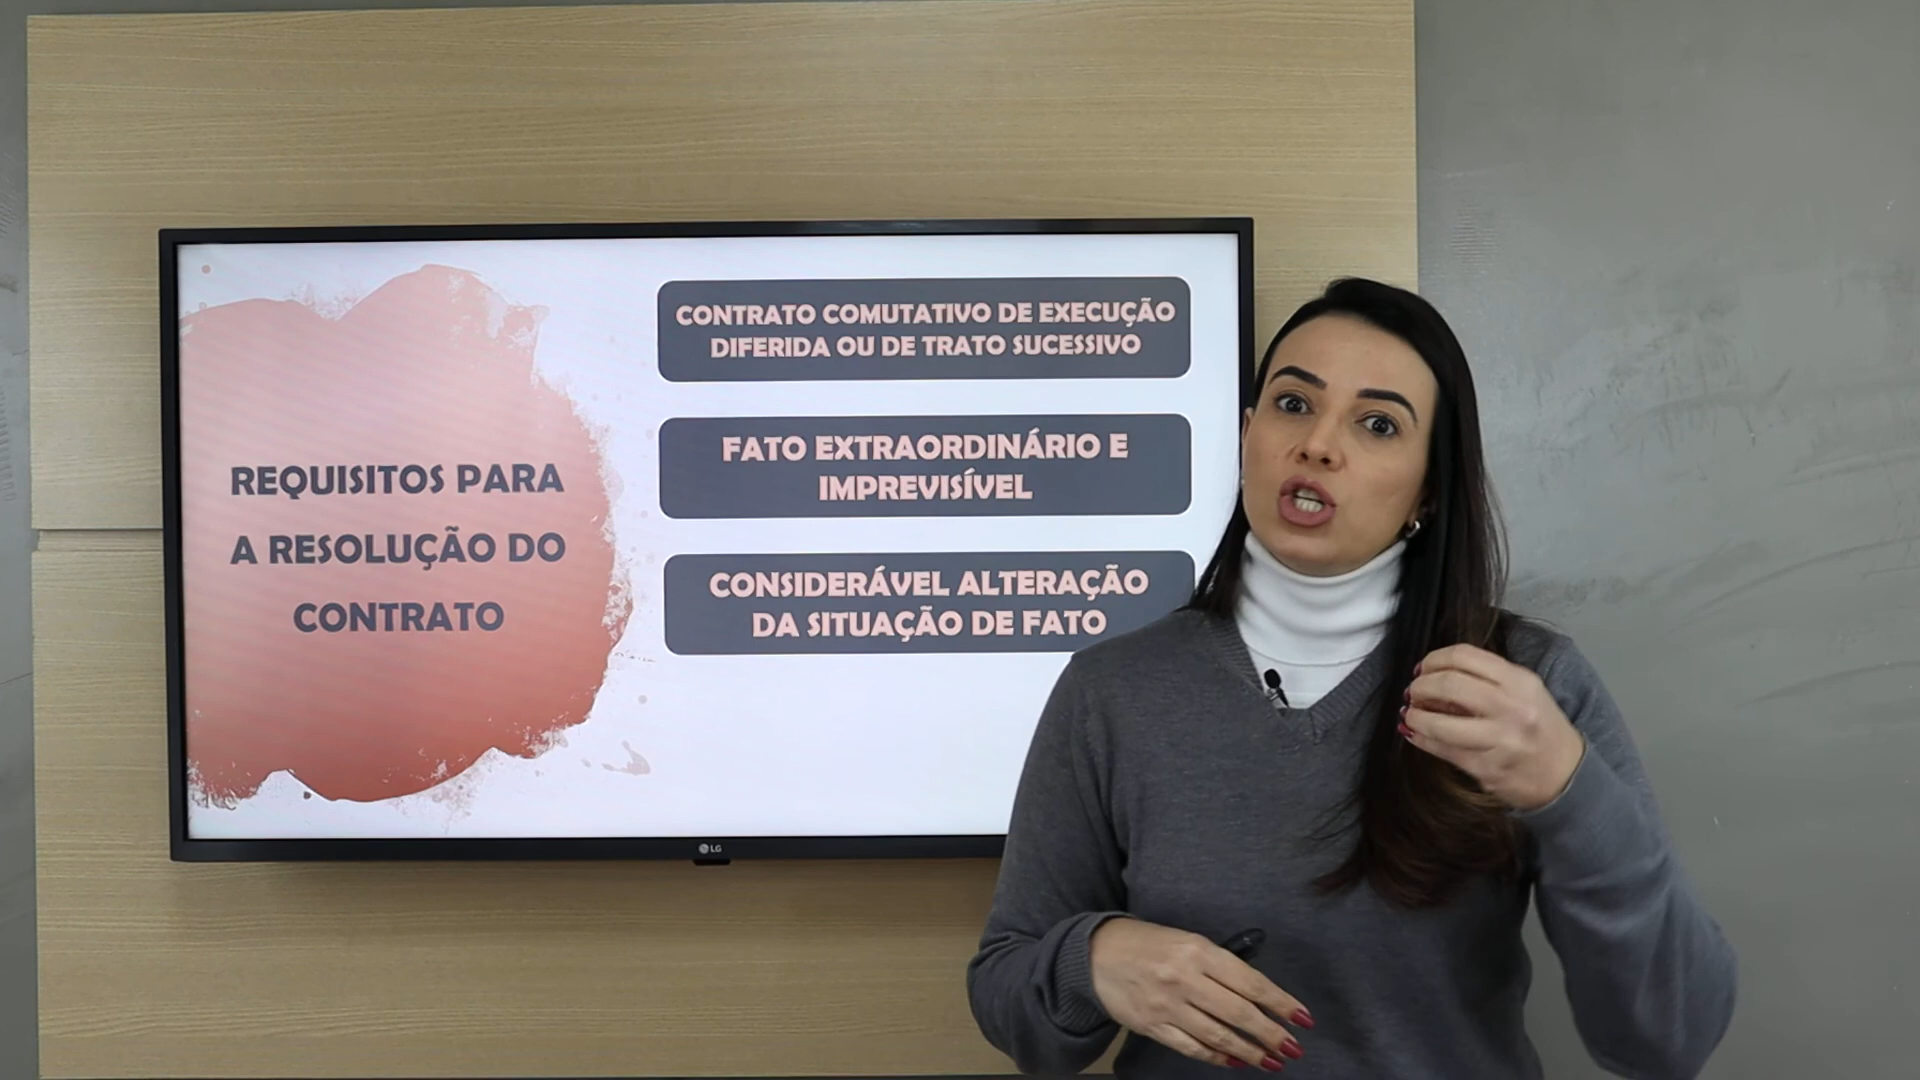 REQUISITOS PARA
A RESOLUÇÃO DO
CONTRATO
CONTRATO COMUTATIVO DE EXECUÇÃO
DIFERIDA OU DE TRATO SUCESSIVO
FATO EXTRAORDINÁRIO E
IMPREVISÍVEL
CONSIDERÁVEL ALTERAÇÃO
DA SITUAÇÃO DE FATO
LG